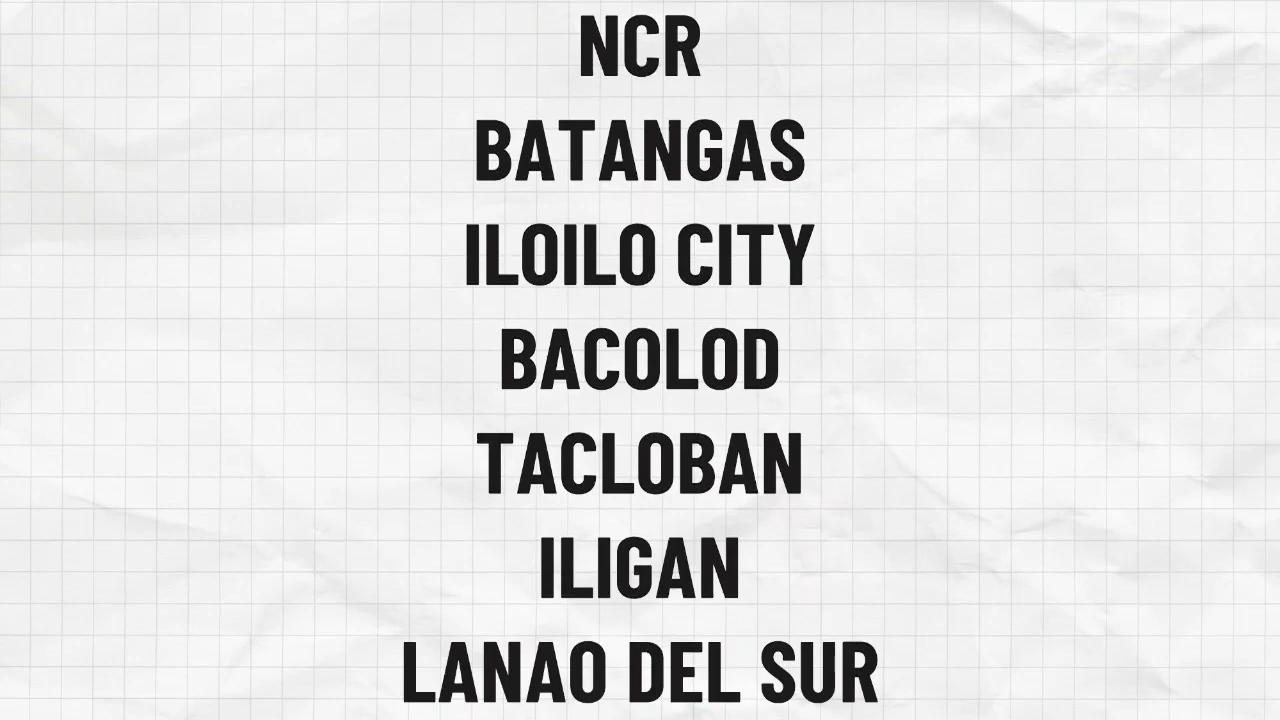 NCR
BATANGAS
ILOILO CITY
BACOLOD
TACLOBAN
ILIGAN
LANAO DEL SUR